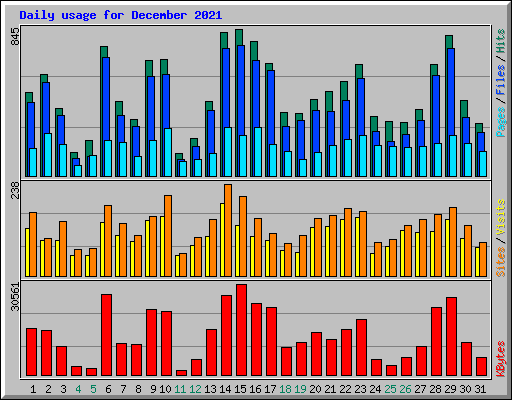 Daily usage for December 2021
845
Pages / Files / Hits
238
Sites / Visits
30561
KBytes
1 2 3 4 5 6 7 8 9 10 11 12 13 14 15 16 17 18 19 20 21 22 23 24 25 26 27 28 29 30 31